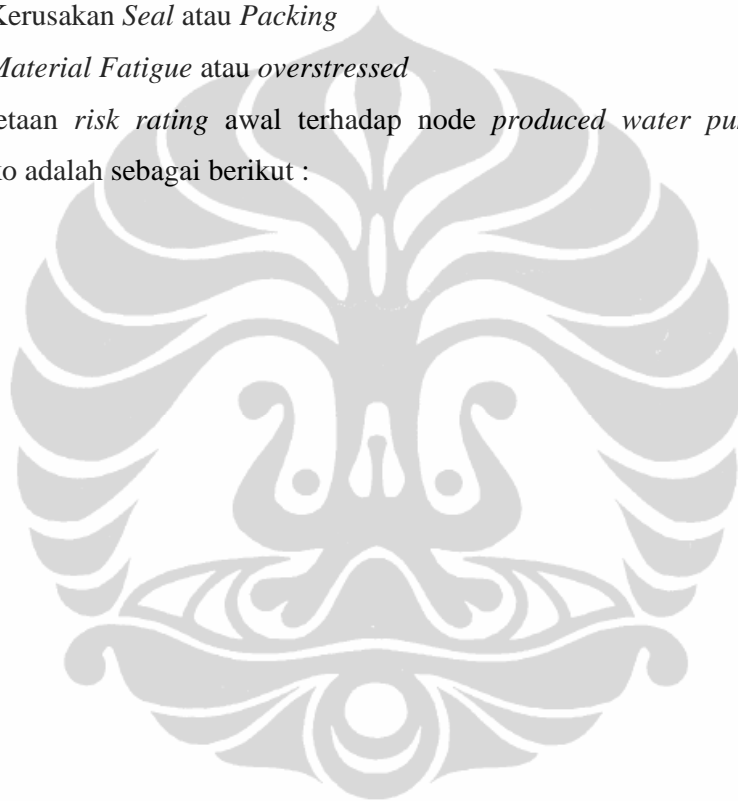 Kerusakan Seal atau Packing
Material Fatigue atau overstressed
etaan risk rating awal terhadap node produced water pu
ko adalah sebagai berikut :